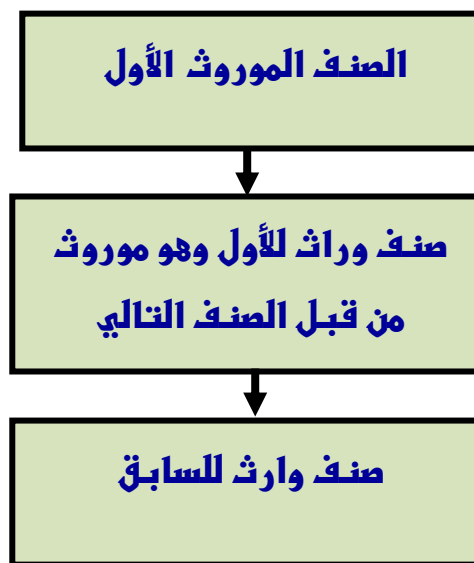 الصنف الموروث الأول
صنف وراث للأول وهو موروث
من قبل الصنف التالي
صنف وارث للسابق